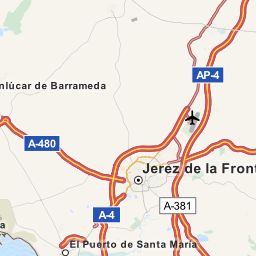 AP-4
nlúcar de Barrameda
A-480
Jerez de la Front
A-4
A-381
El Puerto de Santa María